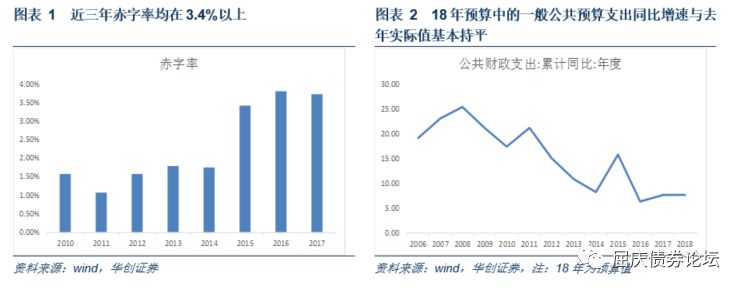 图表 1 近三年赤字率均在 3.4%以上
赤字率
4.00%
3.50%
3.00%
2.50%
2.00%
1.50%
1.00%
0.50%
0.00%
2010 2011 2012 2013 2014 2015 2016 2017
资料来源：wind，华创证券
图表 2 18 年预算中的一般公共预算支出同比增速与去
年实际值基本持平
公共财政支出:累计同比:年度
30.00
25.00
20.00
15.00
10.00
5.00
0.00
2006 2007 2008 2009 2010 2011 2012 2013 2014 2015 2016 2017 2018
资料来源：wind，华创证券，注：18 年为预算值
屈庆债券论坛